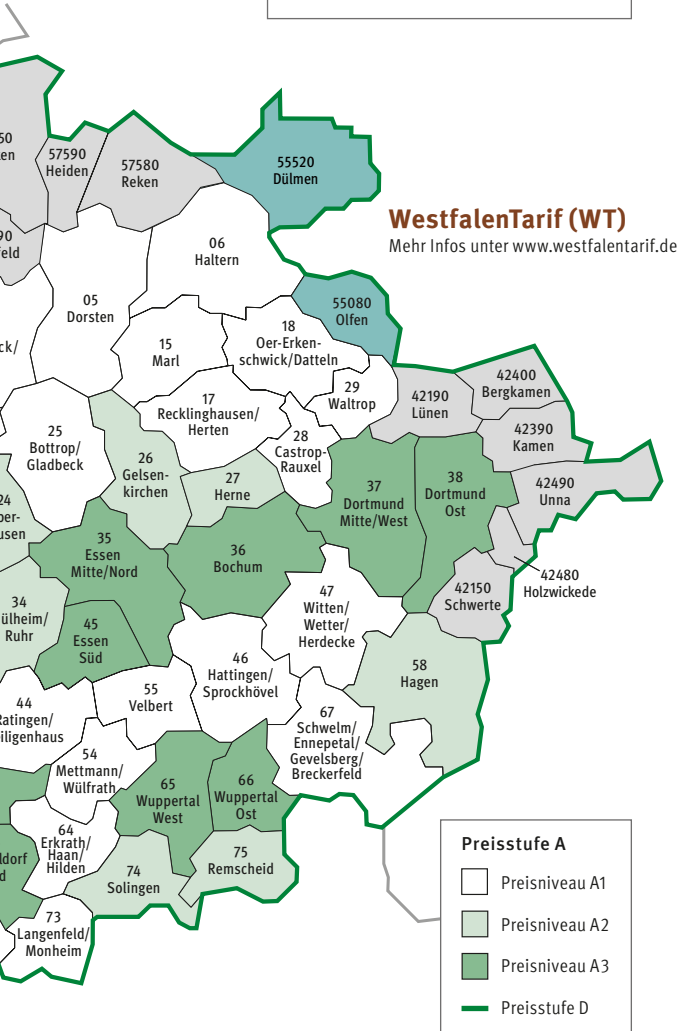 50
57590
Heiden
57580
Reken
55520
Dülmen
WestfalenTarif (WT)
Mehr Infos unter www.westfalentarif.de
06
Haltern
05
Dorsten
55080
Olfen
15
Marl
18
Oer-Erken-
schwick/Datteln
29
Waltrop
42190
Lünen
42400
Bergkamen
42390
Kamen
42490
Unna
17
Recklinghausen/
Herten
28
Castrop-
Rauxel
25
Bottrop/
Gladbeck
26
Gelsen-
kirchen
27
Herne
37
Dortmund
Mitte/West
38
Dortmund
Ost
35
Essen
Mitte/Nord
36
Bochum
42480
Holzwickede
42150
Schwerte
34
ülheim/
Ruhr
45
Essen
Süd
47
Witten/
Wetter/
Herdecke
46
Hattingen/
Sprockhövel
58
Hagen
44
Ratingen/
eiligenhaus
55
Velbert
67
Schwelm/
Ennepetal/
Gevelsberg/
Breckerfeld
54
Mettmann/
Wülfrath
65
Wuppertal
West
66
Wuppertal
Ost
64
Erkrath/
Haan/
Hilden
74
Solingen
75
Remscheid
73
Langenfeld/
Monheim
Preisstufe A
Preisniveau A1
Preisniveau A2
Preisniveau A3
Preisstufe D